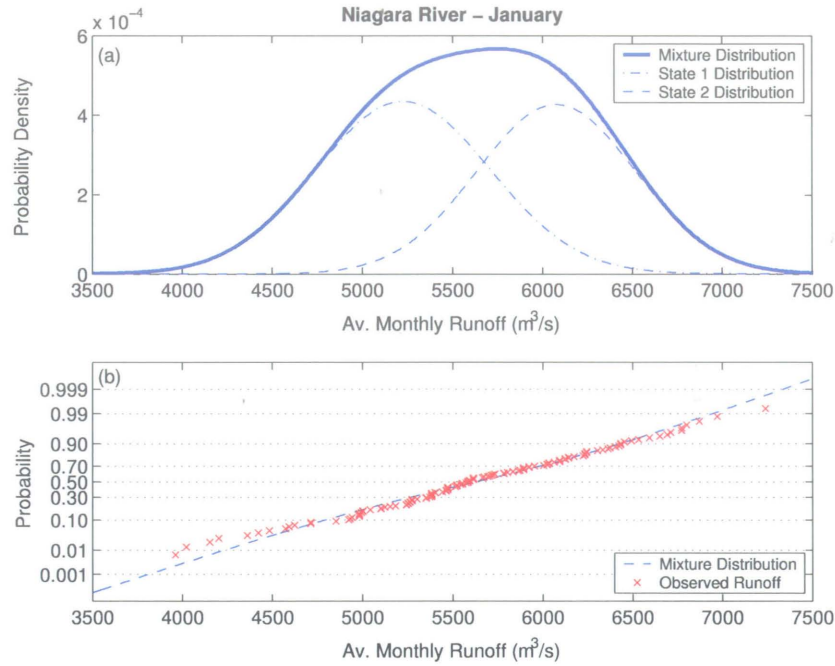 Niagara River – January
x 10⁻⁴
(a)
6
4
2
0
Probability Density
Mixture Distribution
State 1 Distribution
State 2 Distribution
3500 4000 4500 5000 5500 6000 6500 7000 7500
Av. Monthly Runoff (m³/s)
(b)
0.999
0.99
0.90
0.70
0.50
0.30
0.10
0.01
0.001
Probability
Mixture Distribution
Observed Runoff
3500 4000 4500 5000 5500 6000 6500 7000 7500
Av. Monthly Runoff (m³/s)